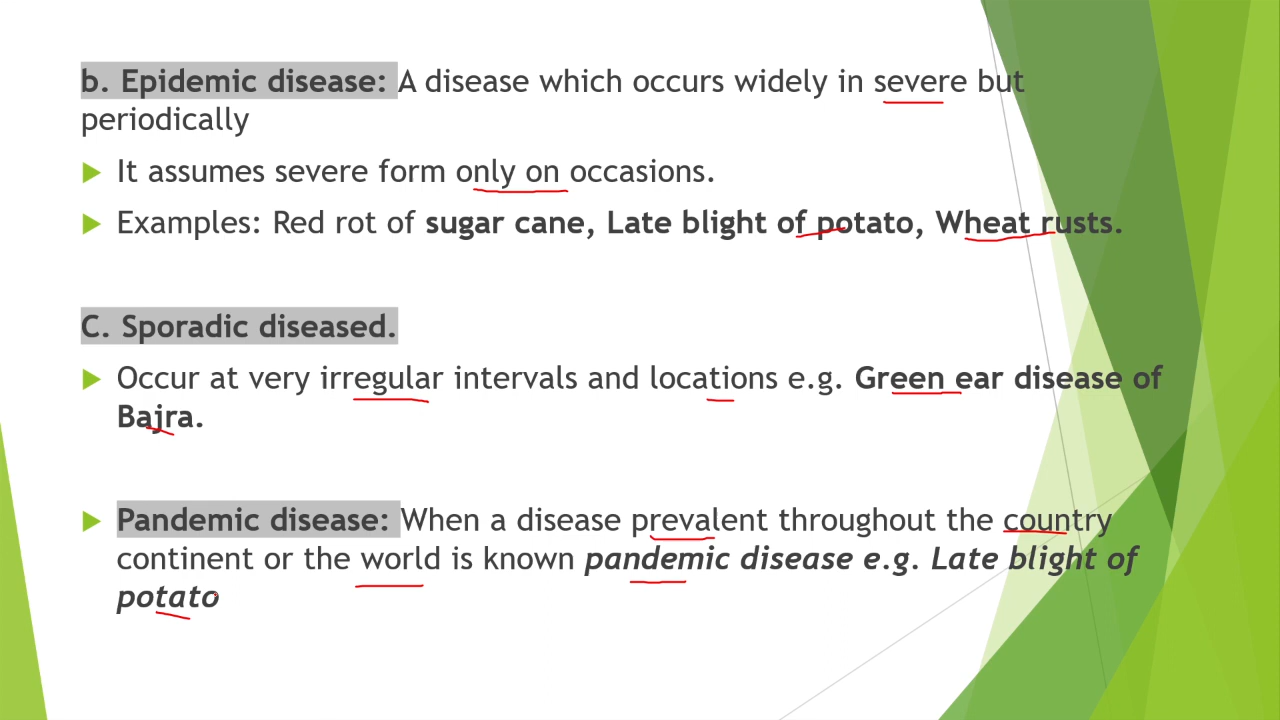 b. Epidemic disease: A disease which occurs widely in severe but
periodically
It assumes severe form only on occasions.
Examples: Red rot of sugar cane, Late blight of potato, Wheat rusts.
C. Sporadic diseased.
Occur at very irregular intervals and locations e.g. Green ear disease of
Bajra.
Pandemic disease: When a disease prevalent throughout the country
continent or the world is known pandemic disease e.g. Late blight of
potato